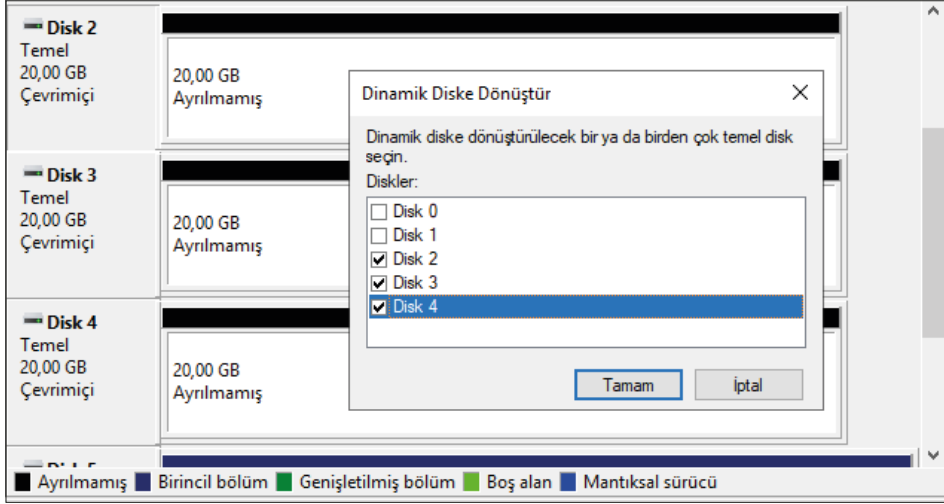 Disk 2
Temel
20,00 GB
Çevrimiçi
20,00 GB
Ayrılmamış
Disk 3
Temel
20,00 GB
Çevrimiçi
20,00 GB
Ayrılmamış
Disk 4
Temel
20,00 GB
Çevrimiçi
20,00 GB
Ayrılmamış
Dinamik Diske Dönüştür
Dinamik diske dönüştürülecek bir ya da birden çok temel disk
seçin.
Diskler:
Disk 0
Disk 1
Disk 2
Disk 3
Disk 4
Tamam
İptal
Ayrılmamış Birincil bölüm Genişletilmiş bölüm Boş alan Mantıksal sürücü